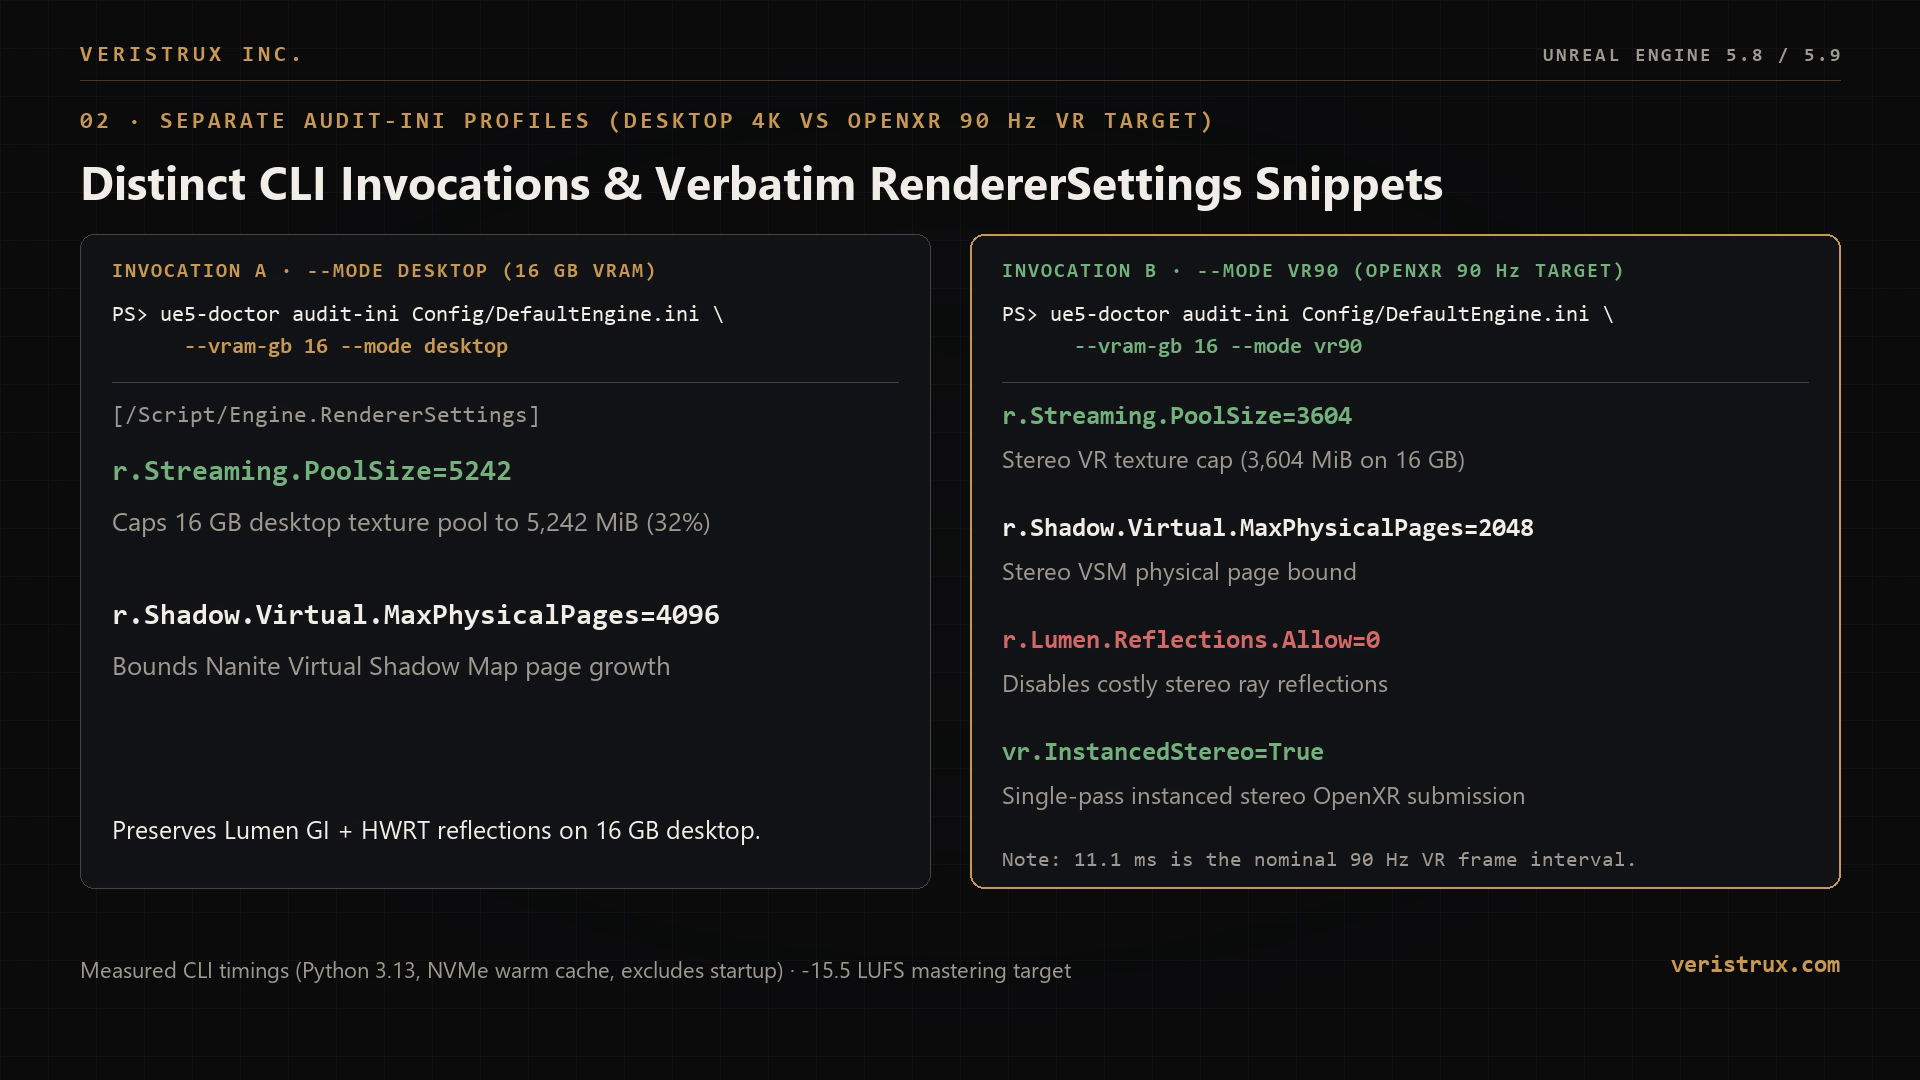 VERISTRUX INC.
UNREAL ENGINE 5.8 / 5.9
02 · SEPARATE AUDIT-INI PROFILES (DESKTOP 4K VS OPENXR 90 Hz VR TARGET)
Distinct CLI Invocations & Verbatim RendererSettings Snippets
INVOCATION A · --MODE DESKTOP (16 GB VRAM)
PS> ue5-doctor audit-ini Config/DefaultEngine.ini \
--vram-gb 16 --mode desktop
[/Script/Engine.RendererSettings]
r.Streaming.PoolSize=5242
Caps 16 GB desktop texture pool to 5,242 MiB (32%)
r.Shadow.Virtual.MaxPhysicalPages=4096
Bounds Nanite Virtual Shadow Map page growth
Preserves Lumen GI + HWRT reflections on 16 GB desktop.
INVOCATION B · --MODE VR90 (OPENXR 90 Hz TARGET)
PS> ue5-doctor audit-ini Config/DefaultEngine.ini \
--vram-gb 16 --mode vr90
r.Streaming.PoolSize=3604
Stereo VR texture cap (3,604 MiB on 16 GB)
r.Shadow.Virtual.MaxPhysicalPages=2048
Stereo VSM physical page bound
r.Lumen.Reflections.Allow=0
Disables costly stereo ray reflections
vr.InstancedStereo=True
Single-pass instanced stereo OpenXR submission
Note: 11.1 ms is the nominal 90 Hz VR frame interval.
Measured CLI timings (Python 3.13, NVMe warm cache, excludes startup) · -15.5 LUFS mastering target
veristrux.com